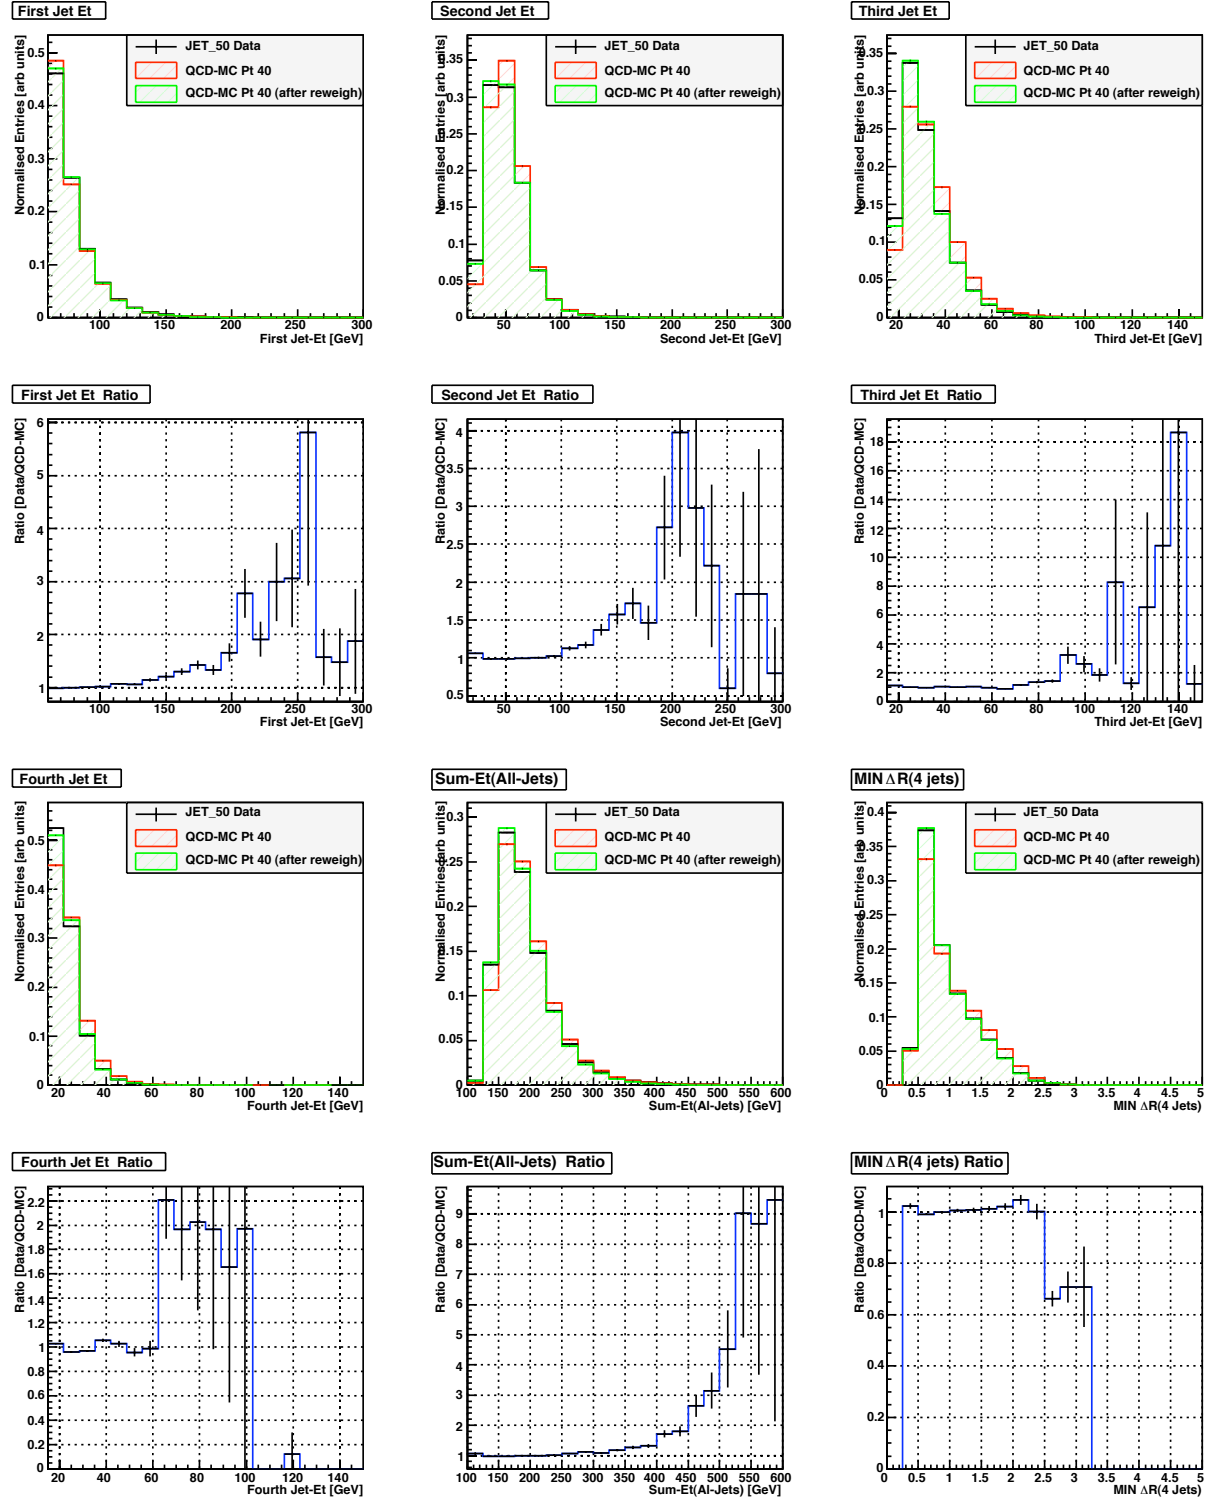 First Jet Et
Normalised Entries [arb units]
JET_50 Data
QCD-MC Pt 40
QCD-MC Pt 40 (after reweigh)
0.5
0.4
0.3
0.2
0.1
0
100 150 200 250 300
First Jet-Et [GeV]
Second Jet Et
Normalised Entries [arb units]
JET_50 Data
QCD-MC Pt 40
QCD-MC Pt 40 (after reweigh)
0.35
0.3
0.25
0.2
0.15
0.1
0.05
0
50 100 150 200 250 300
Second Jet-Et [GeV]
Third Jet Et
Normalised Entries [arb units]
JET_50 Data
QCD-MC Pt 40
QCD-MC Pt 40 (after reweigh)
0.35
0.3
0.25
0.2
0.15
0.1
0.05
0
20 40 60 80 100 120 140
Third Jet-Et [GeV]
First Jet Et Ratio
Ratio [Data/QCD-MC]
6
5
4
3
2
1
100 150 200 250 300
First Jet-Et [GeV]
Second Jet Et Ratio
Ratio [Data/QCD-MC]
4
3.5
3
2.5
2
1.5
1
0.5
50 100 150 200 250 300
Second Jet-Et [GeV]
Third Jet Et Ratio
Ratio [Data/QCD-MC]
18
16
14
12
10
8
6
4
2
0
20 40 60 80 100 120 140
Third Jet-Et [GeV]
Fourth Jet Et
Normalised Entries [arb units]
JET_50 Data
QCD-MC Pt 40
QCD-MC Pt 40 (after reweigh)
0.5
0.4
0.3
0.2
0.1
0
20 40 60 80 100 120 140
Fourth Jet-Et [GeV]
Sum-Et(All-Jets)
Normalised Entries [arb units]
JET_50 Data
QCD-MC Pt 40
QCD-MC Pt 40 (after reweigh)
0.3
0.25
0.2
0.15
0.1
0.05
0
100 150 200 250 300 350 400 450 500 550 600
Sum-Et(Al-Jets) [GeV]
MIN ΔR(4 jets)
Normalised Entries [arb units]
JET_50 Data
QCD-MC Pt 40
QCD-MC Pt 40 (after reweigh)
0.4
0.35
0.3
0.25
0.2
0.15
0.1
0.05
0
0 0.5 1 1.5 2 2.5 3 3.5 4 4.5 5
MIN ΔR(4 Jets)
Fourth Jet Et Ratio
Ratio [Data/QCD-MC]
2.2
2
1.8
1.6
1.4
1.2
1
0.8
0.6
0.4
0.2
0
20 40 60 80 100 120 140
Fourth Jet-Et [GeV]
Sum-Et(All-Jets) Ratio
Ratio [Data/QCD-MC]
9
8
7
6
5
4
3
2
1
100 150 200 250 300 350 400 450 500 550 600
Sum-Et(Al-Jets) [GeV]
MIN ΔR(4 jets) Ratio
Ratio [Data/QCD-MC]
1
0.8
0.6
0.4
0.2
0
0 0.5 1 1.5 2 2.5 3 3.5 4 4.5 5
MIN ΔR(4 Jets)